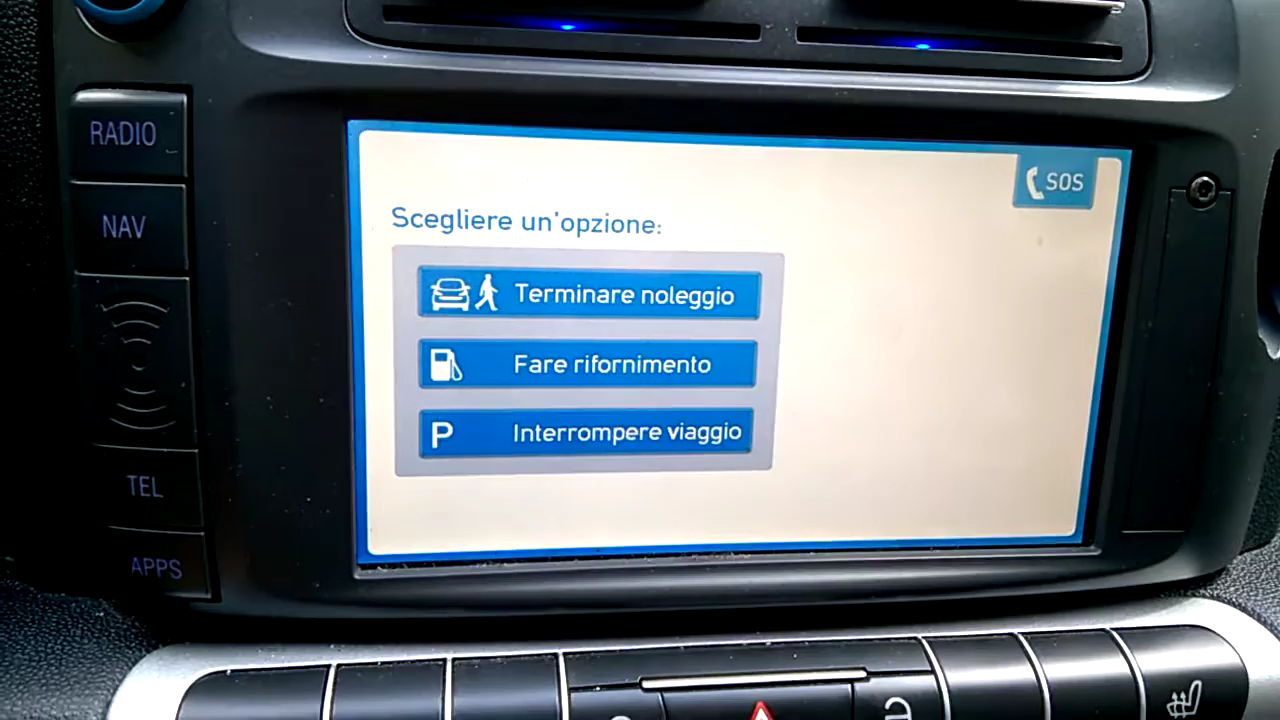 RADIO
NAV
TEL
APPS
SOS
Scegliere un'opzione:
Terminare noleggio
Fare rifornimento
P Interrompere viaggio